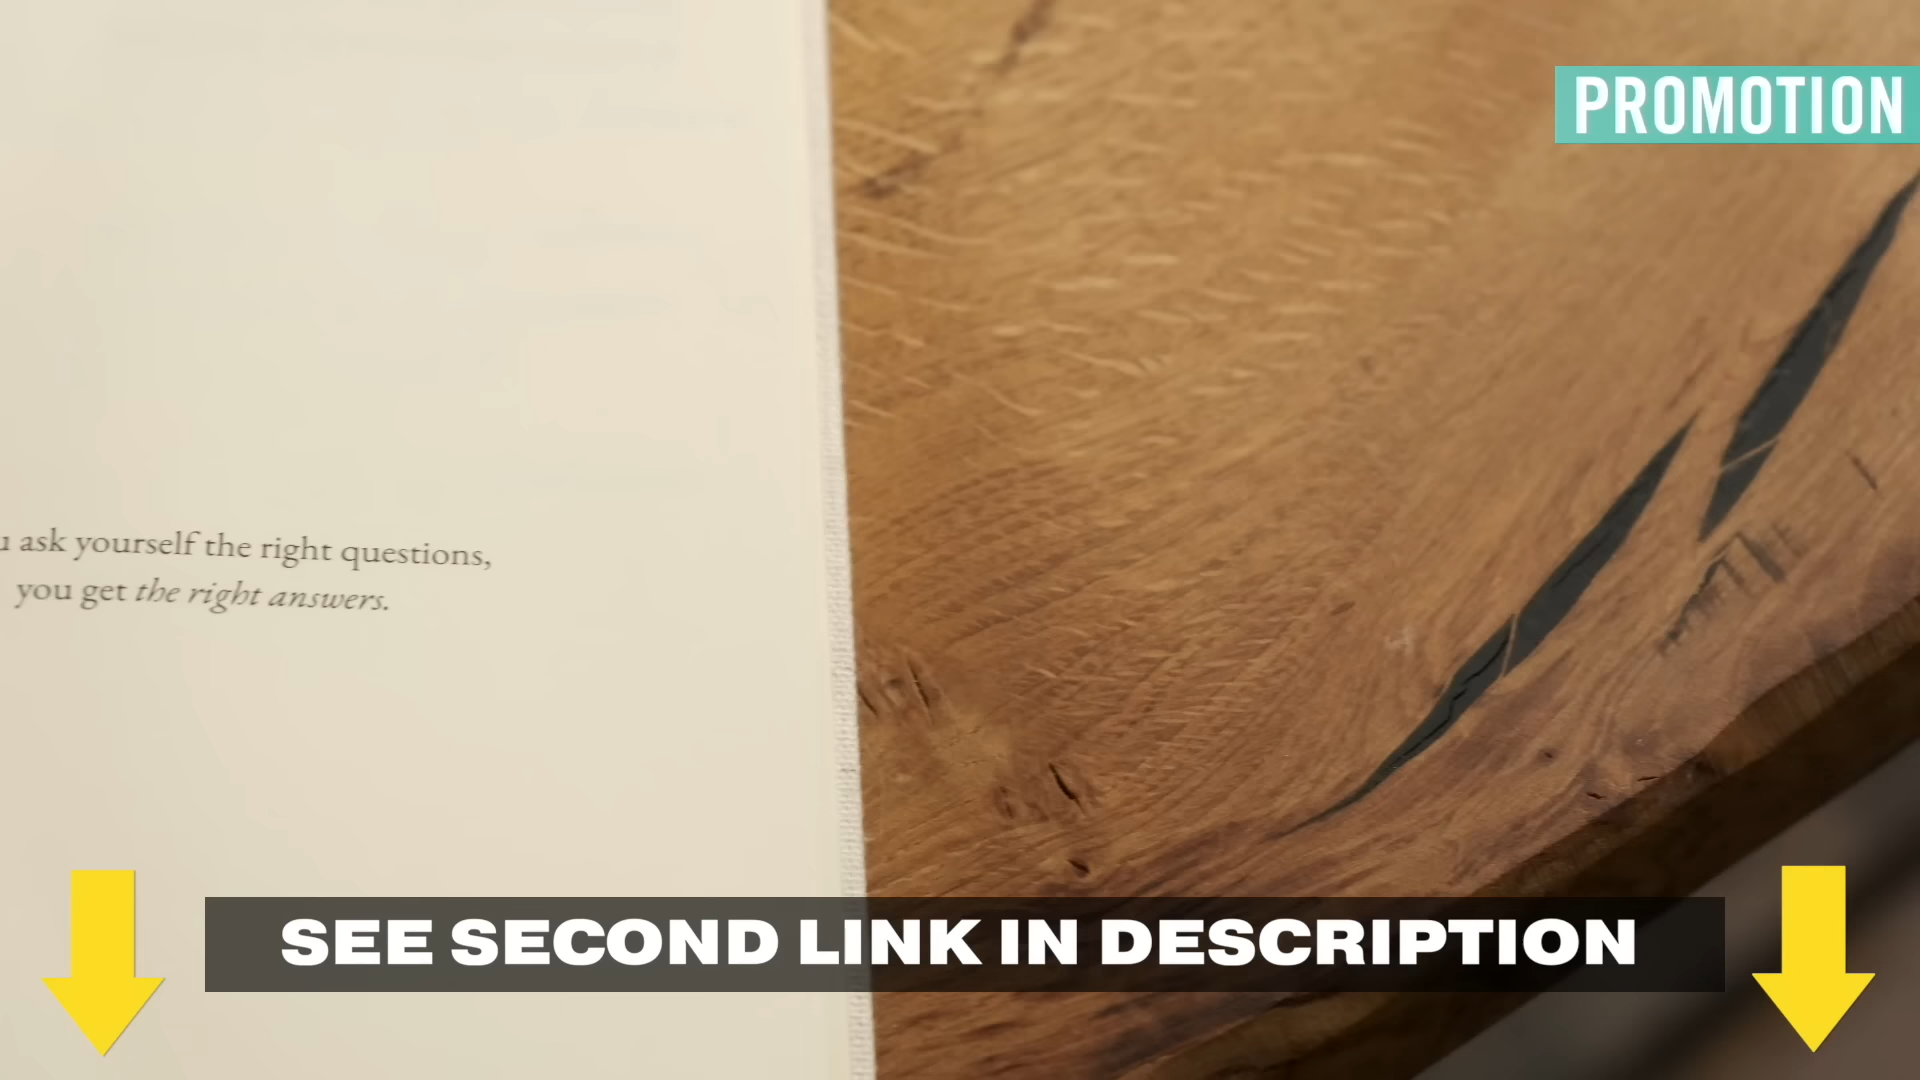 PROMOTION
ask yourself the right questions,
you get the right answers.
SEE SECOND LINK IN DESCRIPTION